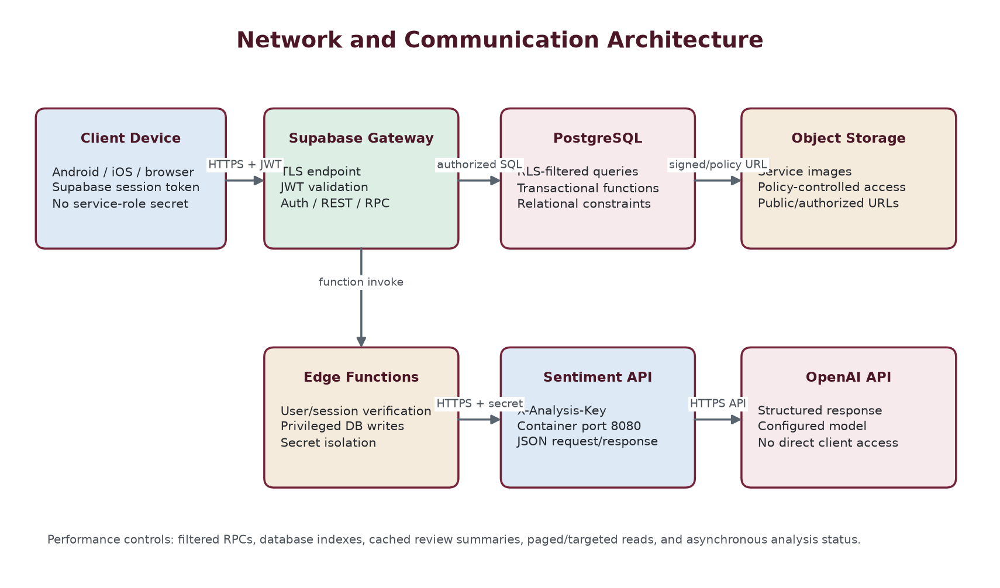 Network and Communication Architecture
Client Device
Android / iOS / browser
Supabase session token
No service-role secret
HTTPS + JWT
Supabase Gateway
TLS endpoint
JWT validation
Auth / REST / RPC
authorized SQL
PostgreSQL
RLS-filtered queries
Transactional functions
Relational constraints
signed/policy URL
Object Storage
Service images
Policy-controlled access
Public/authorized URLs
function invoke
Edge Functions
User/session verification
Privileged DB writes
Secret isolation
HTTPS + secret
Sentiment API
X-Analysis-Key
Container port 8080
JSON request/response
HTTPS API
OpenAI API
Structured response
Configured model
No direct client access
Performance controls: filtered RPCs, database indexes, cached review summaries, paged/targeted reads, and asynchronous analysis status.